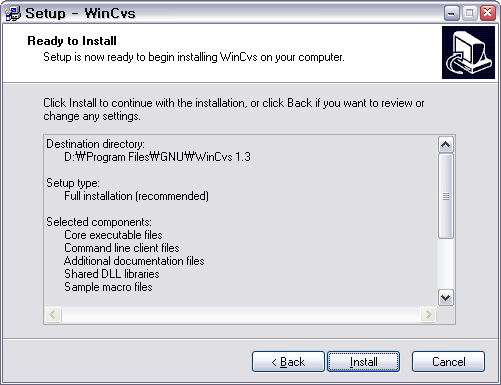 Setup - WinCvs
Ready to Install
Setup is now ready to begin installing WinCvs on your computer.
Click Install to continue with the installation, or click Back if you want to review or
change any settings.
Destination directory:
D:₩Program Files₩GNU₩WinCvs 1.3
Setup type:
Full installation (recommended)
Selected components:
Core executable files
Command line client files
Additional documentation files
Shared DLL libraries
Sample macro files
< Back
Install
Cancel